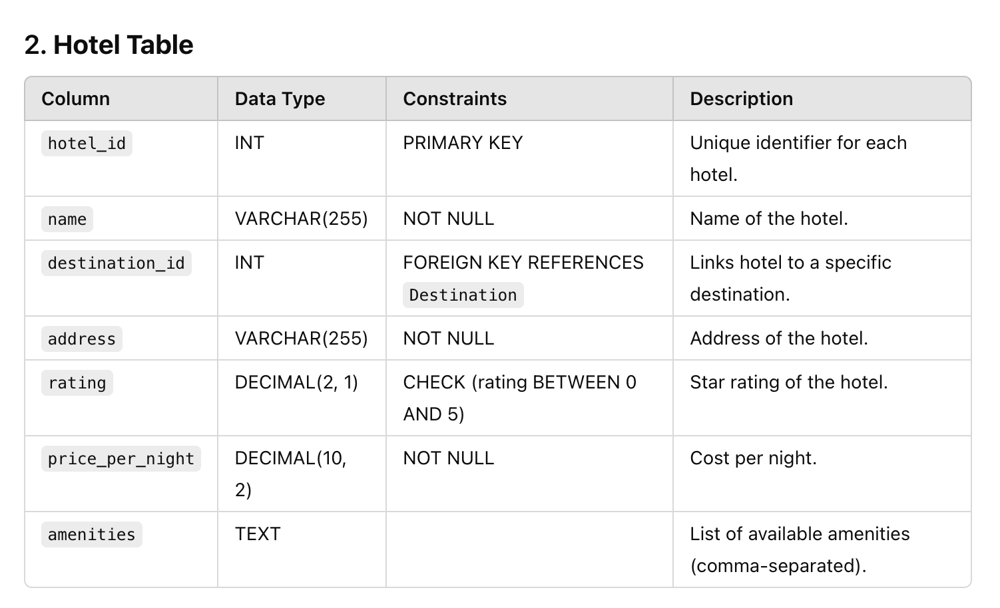 2. Hotel Table
Column Data Type Constraints Description
hotel_id INT PRIMARY KEY Unique identifier for each
hotel.
name VARCHAR(255) NOT NULL Name of the hotel.
destination_id INT FOREIGN KEY REFERENCES Links hotel to a specific
Destination destination.
address VARCHAR(255) NOT NULL Address of the hotel.
rating DECIMAL(2, 1) CHECK (rating BETWEEN 0 Star rating of the hotel.
AND 5)
price_per_night DECIMAL(10, NOT NULL Cost per night.
2)
amenities TEXT List of available amenities
(comma-separated).